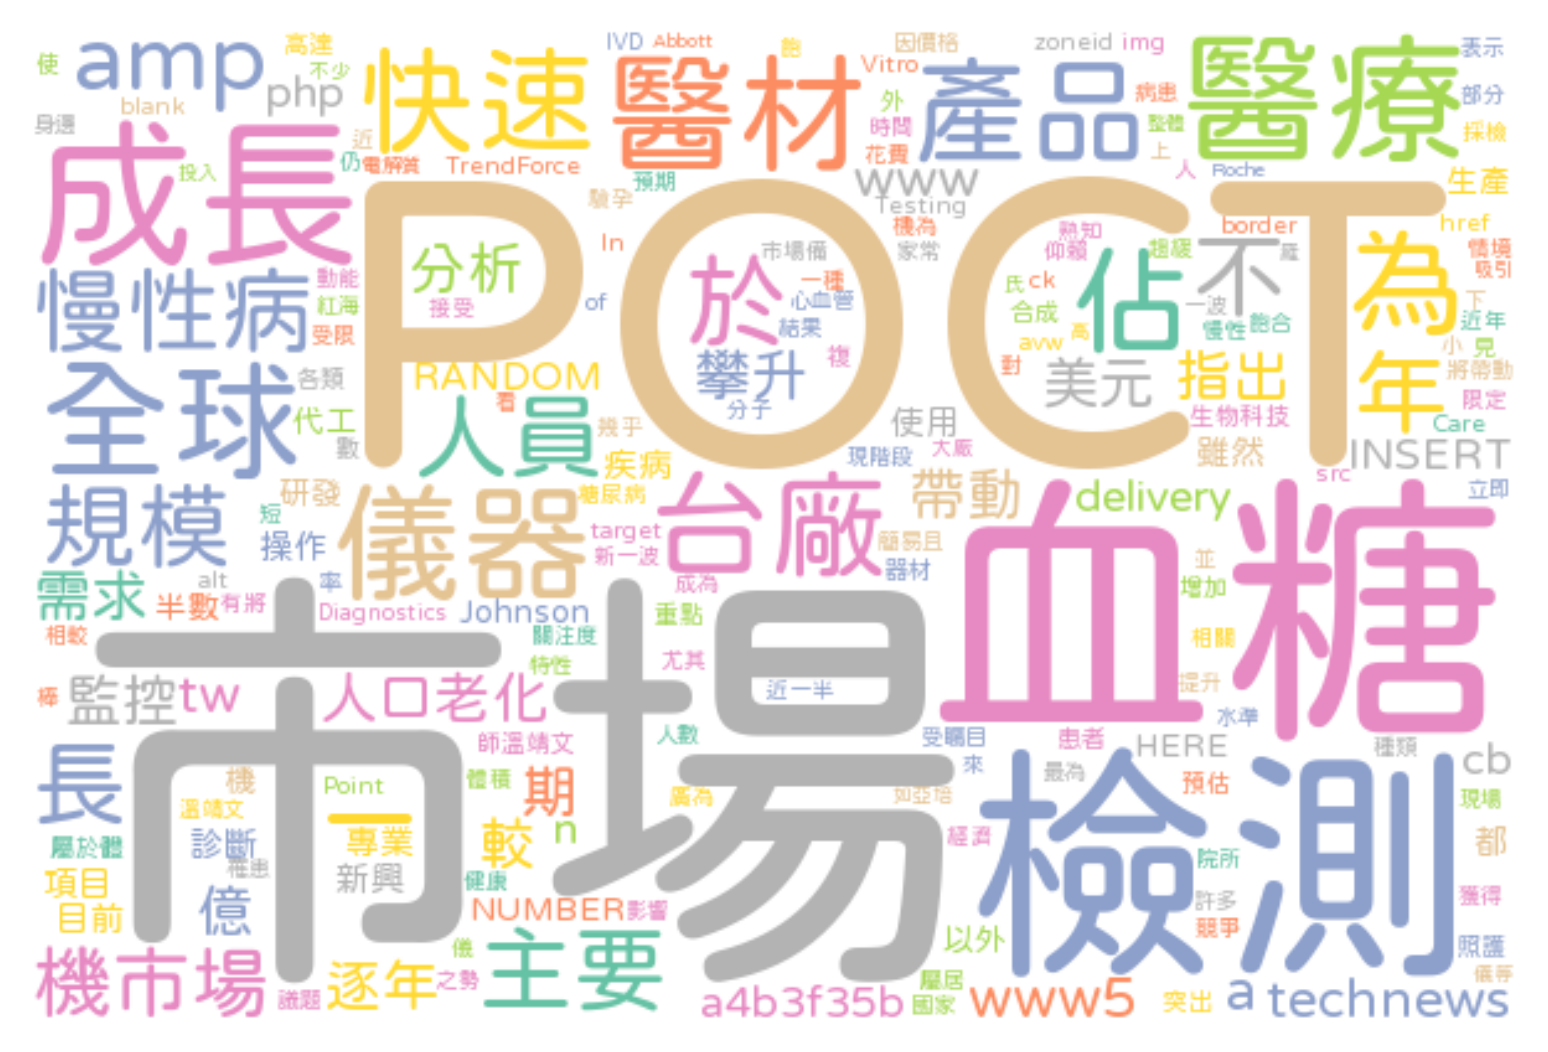 使
amp
高達
不少
blank
php
身邊
近
快速
醫材
IVD
Abbott
飽
因價格
Vitro
外
時間
花費
產品
zoneid
img
病患
整體
上
醫療
表示
部分
採檢
成長
投入
仍
電解質
TrendForce
預期
驗孕
www
Testing
機為
家常
人
Roche
生產
POCT
分析
接受
In
of
於
市場備
一種
心血管
結果
攀升
複
分子
熟知
仰賴
趨緩
border
氏
ck
合成
佔
不
羅
一波
慢性
飽合
avw
高
對
美元
指出
href
情境
吸引
為
下
近年
小
見
年
將帶動
限定
Care
慢性病
動能
紅海
受限
全球
各類
代工
數
RANDOM
看
人員
幾乎
疾病
使用
現階段
大廠
生物科技
雖然
INSERT
src
立即
規模
研發
短
操作
儀器
糖尿病
target
新一波
台廠
簡易且
器材
帶動
delivery
血糖
並
增加
需求
alt
半數
有將
率
Diagnostics
Johnson
成為
重點
關注度
相較
相關
市場
特性
尤其
近一半
提升
棒
監控
tw
人口老化
師溫靖文
人數
受矚目
水準
來
患者
HERE
最為
種類
cb
長
機
溫靖文
Point
一
體積
期
廣為
如亞培
預估
現場
屬於體
診斷
罹患
專業
較
n
經濟
檢測
院所
都
項目
目前
億
新興
健康
NUMBER
影響
許多
競爭
獲得
以外
照護
機市場
議題
逐年
之勢
儀
主要
a4b3f35b
屬居
國家
www5
突出
a
technews
儀等